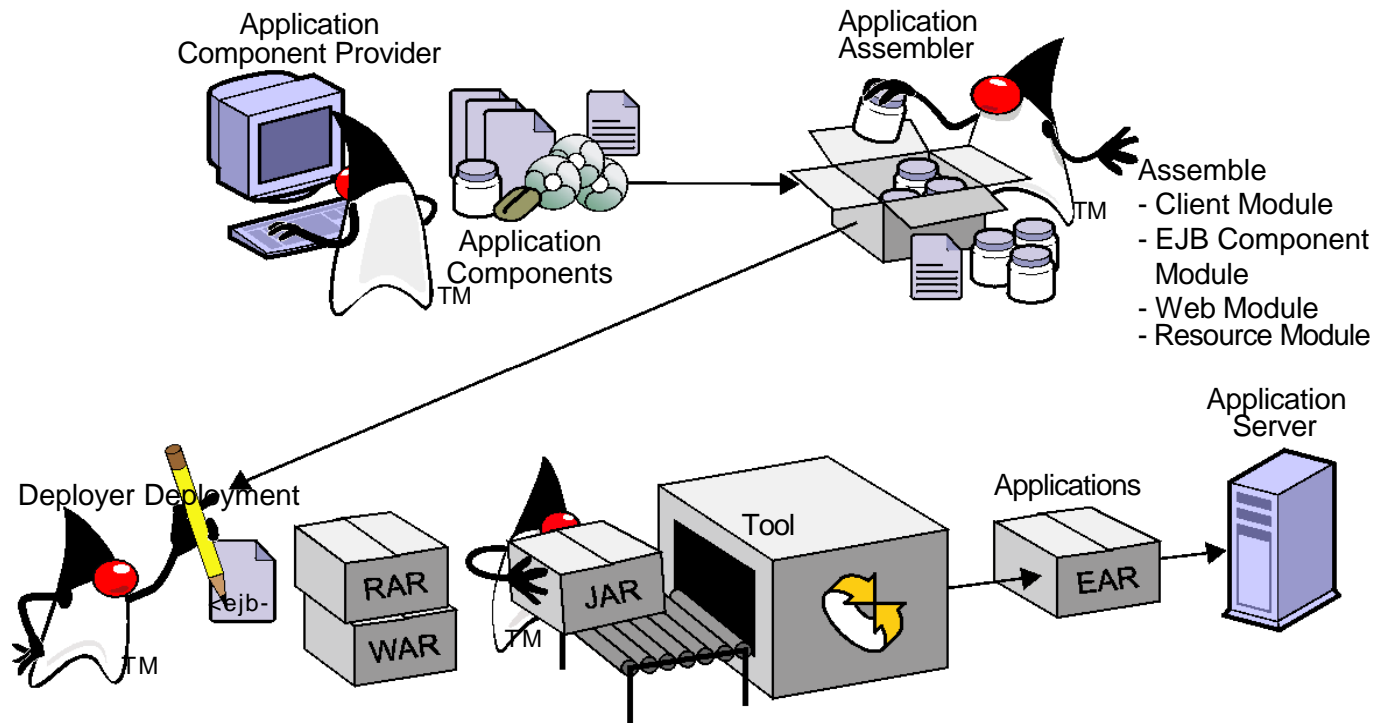 Application
Component Provider
Application
Assembler
TM
Application
Components
TM
Assemble
- Client Module
- EJB Component
Module
- Web Module
- Resource Module
Application
Server
Deployer Deployment
Applications
Tool
<ejb-
RAR
WAR
JAR
EAR
TM
TM